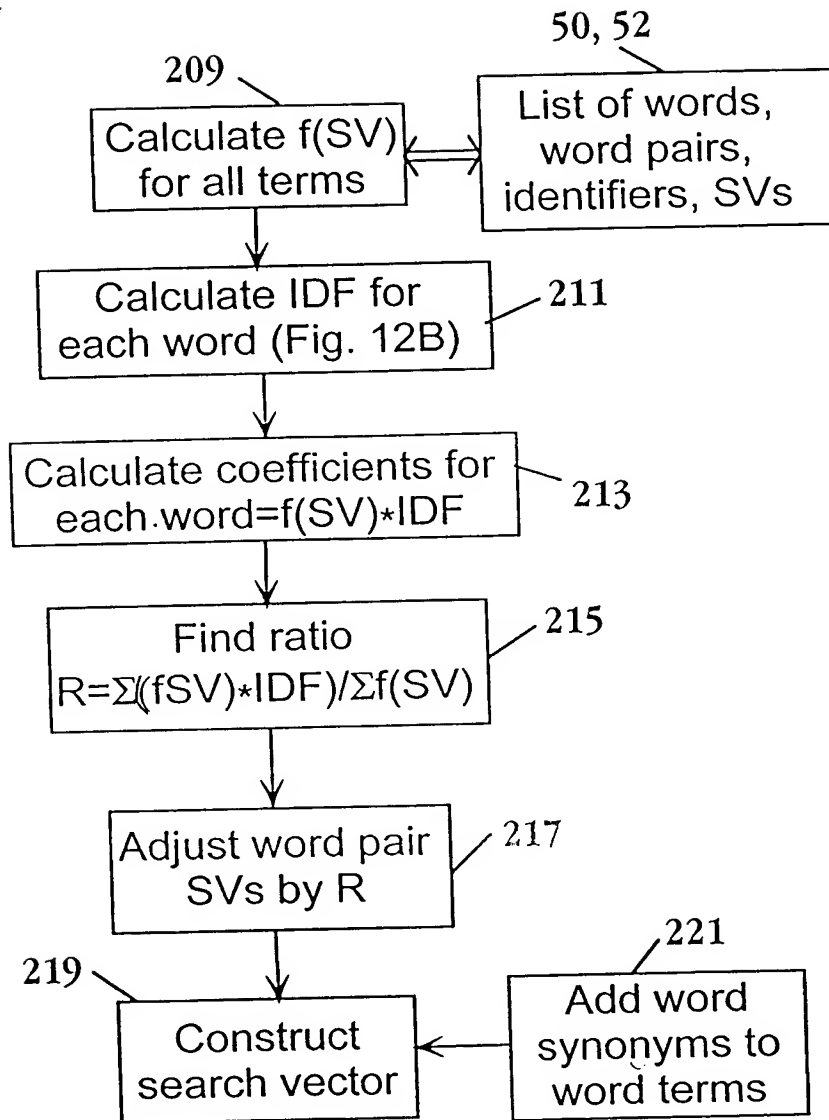 50, 52
209
List of words,
word pairs,
identifiers, SVs
Calculate f(SV)
for all terms
Calculate IDF for
each word (Fig. 12B)
211
Calculate coefficients for
each.word=f(SV)*IDF
213
Find ratio
R=Σ((fSV)*IDF)/Σf(SV)
215
Adjust word pair
SVs by R
217
219
221
Construct
search vector
Add word
synonyms to
word terms